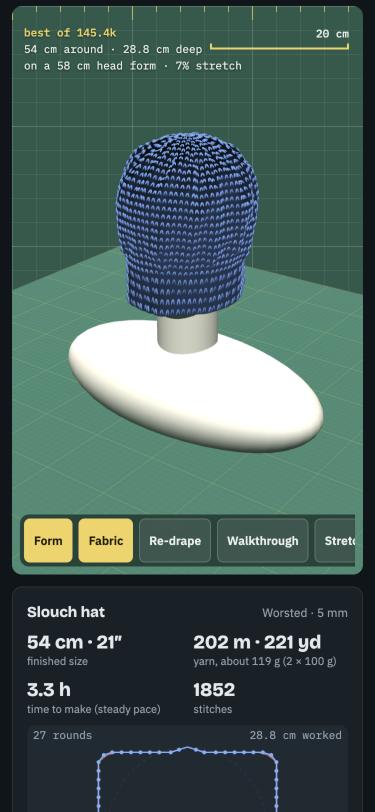 best of 145.4k
20 cm
54 cm around · 28.8 cm deep
on a 58 cm head form · 7% stretch
Form
Fabric
Re-drape
Walkthrough
Slouch hat
Worsted · 5 mm
54 cm · 21″
202 m · 221 yd
finished size
yarn, about 119 g (2 × 100 g)
3.3 h
1852
time to make (steady pace)
stitches
27 rounds
28.8 cm worked